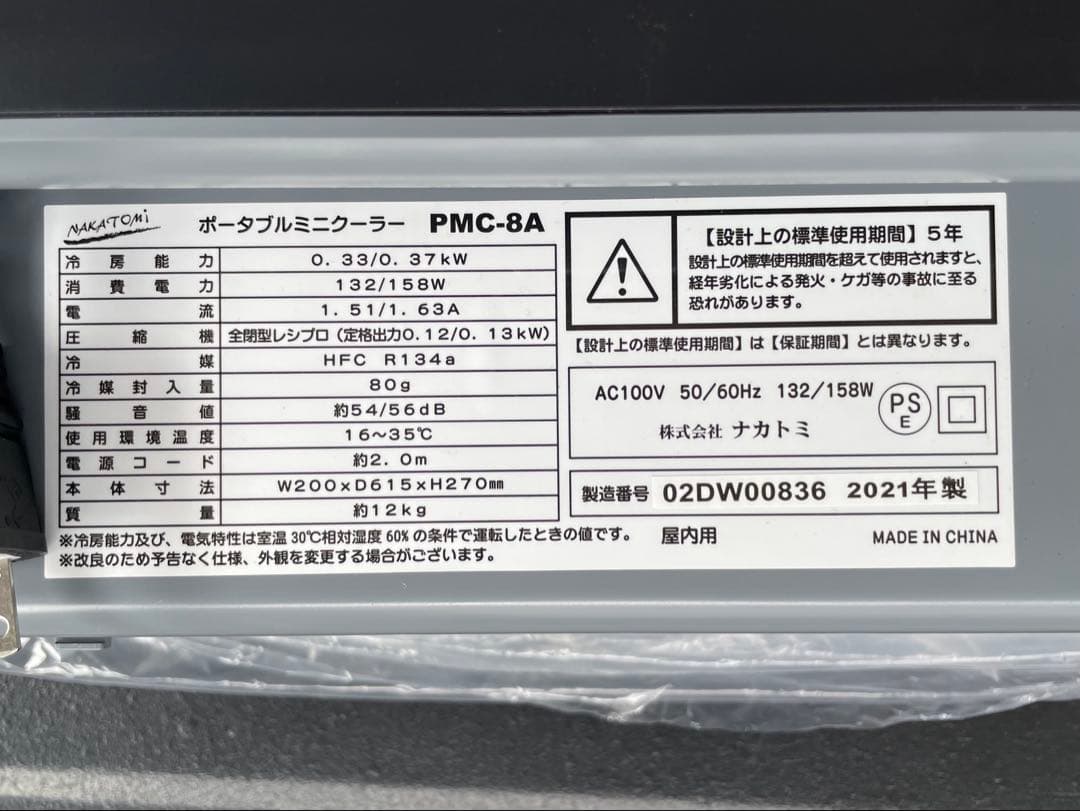 NAKATOMI ポータブルミニクーラー PMC-8A
冷房能力 0.33/0.37kW
消費電力 132/158W
電流 1.51/1.63A
圧縮機 全閉型レシプロ（定格出力0.12/0.13kW）
冷媒 HFC R134a
冷媒封入量 80g
騒音値 約54/56dB
使用環境温度 16～35℃
電源コード 約2.0m
本体寸法 W200×D615×H270㎜
質量 約12kg
※冷房能力及び、電気特性は室温30℃相対湿度60%の条件で運転したときの値です。
※改良のため予告なく仕様、外観を変更する場合がございます。
【設計上の標準使用期間】5年
設計上の標準使用期間を超えて使用されますと、
経年劣化による発火・ケガ等の事故に至る
恐れがあります。
【設計上の標準使用期間】は【保証期間】とは異なります。
AC100V 50/60Hz 132/158W
PS
E
株式会社 ナカトミ
製造番号 02DW00836 2021年製
屋内用 MADE IN CHINA